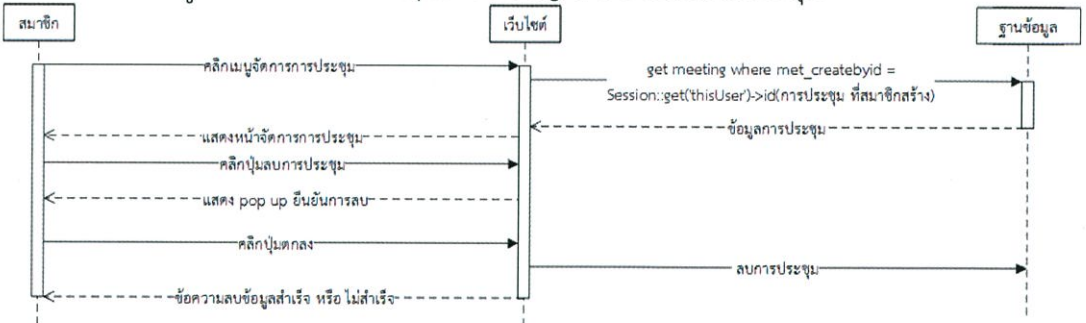 สมาชิก
เว็บไซต์
ฐานข้อมูล
คลิกเมนูจัดการการประชุม
get meeting where met_createbyid =
Session::get('thisUser')->id(การประชุม ที่สมาชิกสร้าง)
ข้อมูลการประชุม
แสดงหน้าจัดการการประชุม
คลิกปุ่มลบการประชุม
แสดง pop up ยืนยันการลบ
คลิกปุ่มตกลง
ลบการประชุม
ข้อความลบข้อมูลสำเร็จ หรือ ไม่สำเร็จ